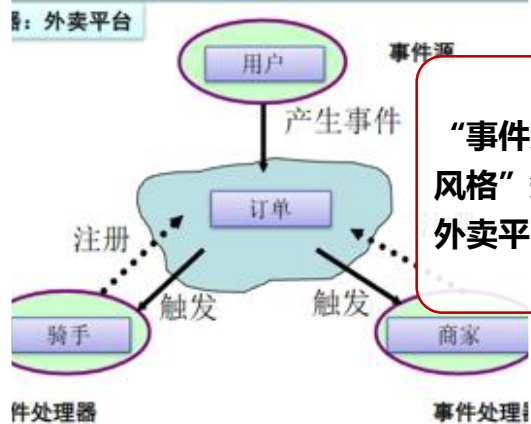 器：外卖平台
用户
事件源
产生事件
“事件
风格”
外卖平
订单
注册
触发
触发
骑手
商家
件处理器
事件处理